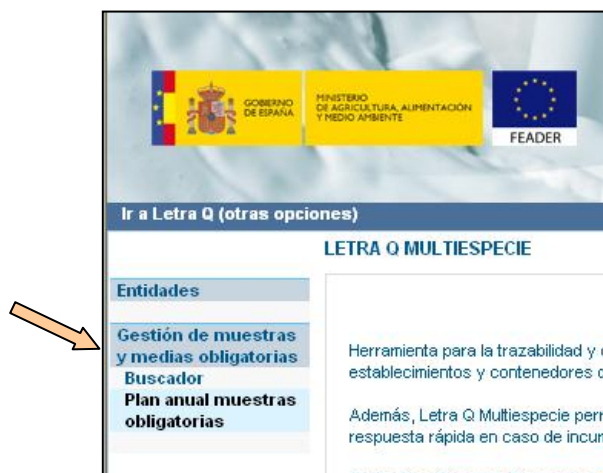 GOBIERNO
DE ESPAÑA
MINISTERIO
DE AGRICULTURA, ALIMENTACIÓN
Y MEDIO AMBIENTE
FEADER
Ir a Letra Q (otras opciones)
LETRA Q MULTIESPECIE
Entidades
Gestión de muestras
y medias obligatorias
Buscador
Plan anual muestras
obligatorias
Herramienta para la trazabilidad y
establecimientos y contenedores
Además, Letra Q Multiespecie
respuesta rápida en caso de